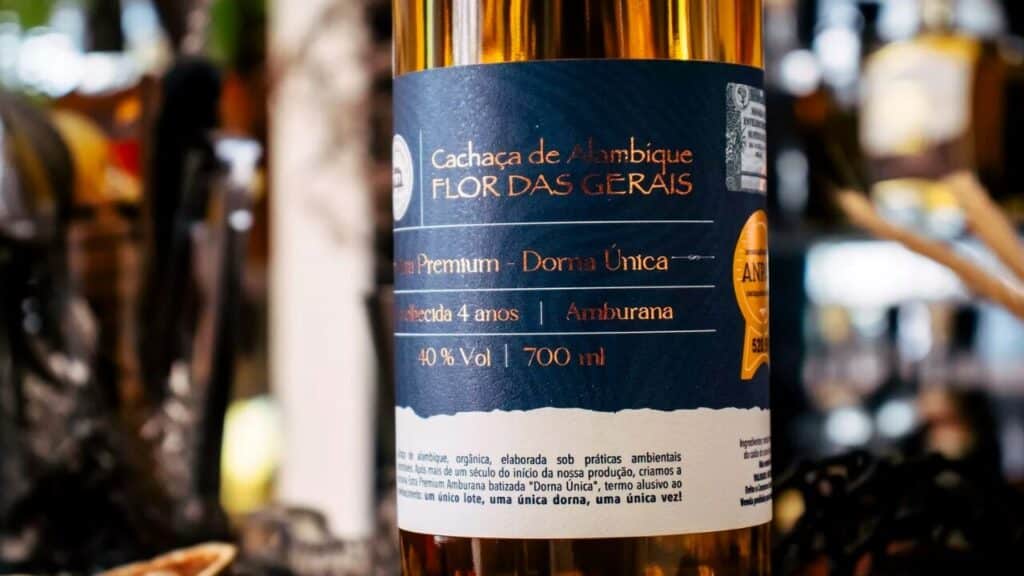 Cachaça de Alambique
FLOR DAS GERAIS
Premium - Dorna Única
4 anos | Amburana
40 % Vol | 700 ml
de alambique, orgânica, elaborada sob práticas ambientais
Após mais de um século do início da nossa produção, criamos a
Extra Premium Amburana batizada "Dorna Única", termo alusivo ao
um único lote, uma única dorna, uma única vez!